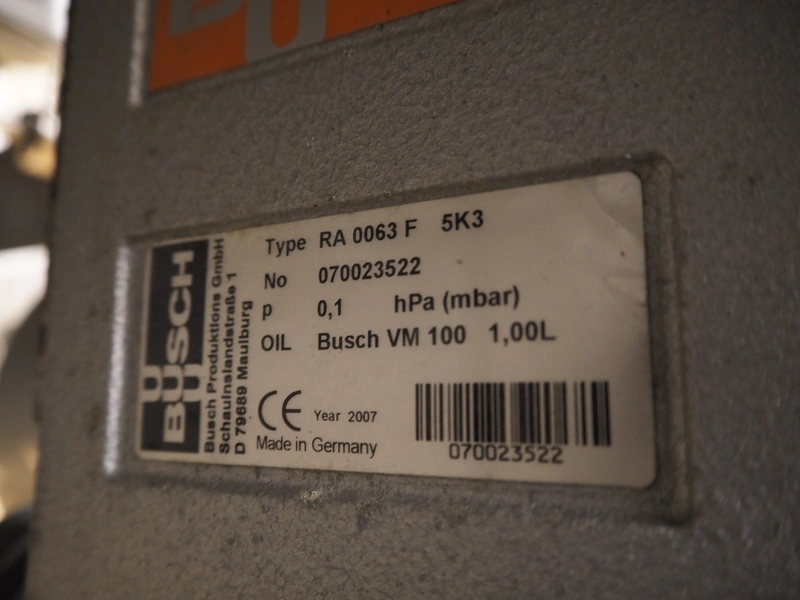 BUSCH
Busch Produktions GmbH
Schauinslandstraße 1
D 79689 Maulburg
Type RA 0063 F 5K3
No 070023522
p 0,1 hPa (mbar)
OIL Busch VM 100 1,00L
CE Year 2007
Made in Germany
070023522